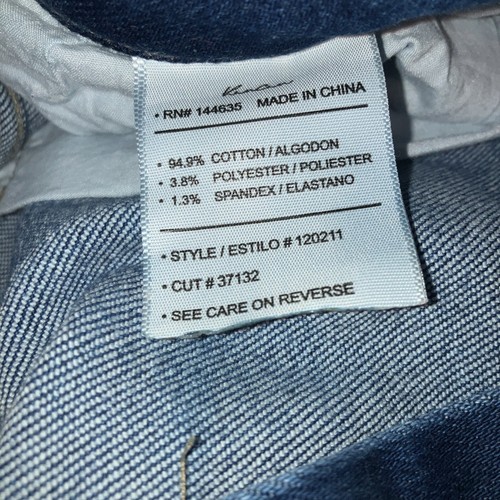 • RN# 144635 MADE IN CHINA
• 94.9% COTTON / ALGODON
• 3.8% POLYESTER / POLIESTER
• 1.3% SPANDEX / ELASTANO
• STYLE / ESTILO # 120211
• CUT # 37132
• SEE CARE ON REVERSE